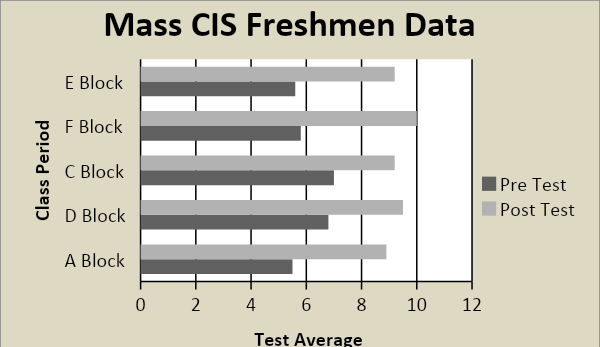 Mass CIS Freshmen Data
Class Period
E Block
F Block
C Block
D Block
A Block
0 2 4 6 8 10 12
Test Average
Pre Test
Post Test